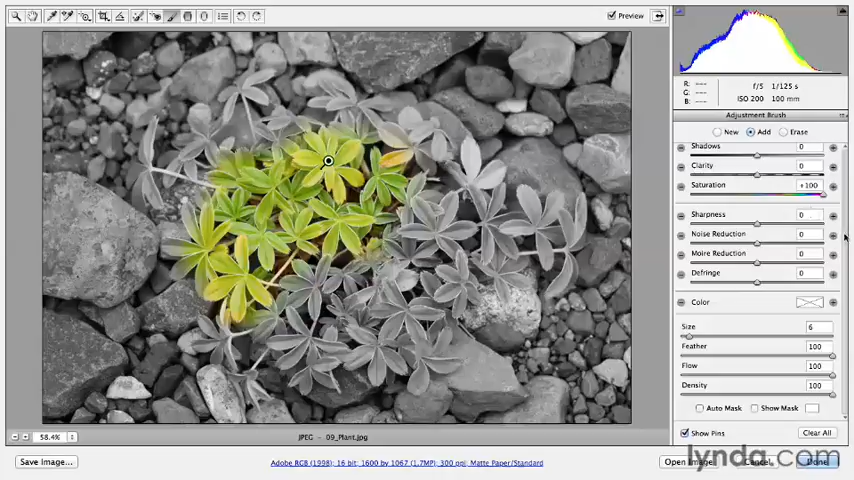 Preview
f/5 1/125 s
ISO 200 100 mm
R: ---
G: ---
B: ---
Adjustment Brush
New Add Erase
Shadows 0
Clarity 0
Saturation +100
Sharpness 0
Noise Reduction 0
Moire Reduction 0
Defringe 0
Color
Size 6
Feather 100
Flow 100
Density 100
Auto Mask Show Mask
Show Pins Clear All
58.4%
JPEG - 09_Plant.jpg
Save Image...
Adobe RGB (1998); 16 bit; 1600 by 1067 (1.7MP); 300 ppi; Matte Paper/Standard
Open Image Cancel Done
lynda.com